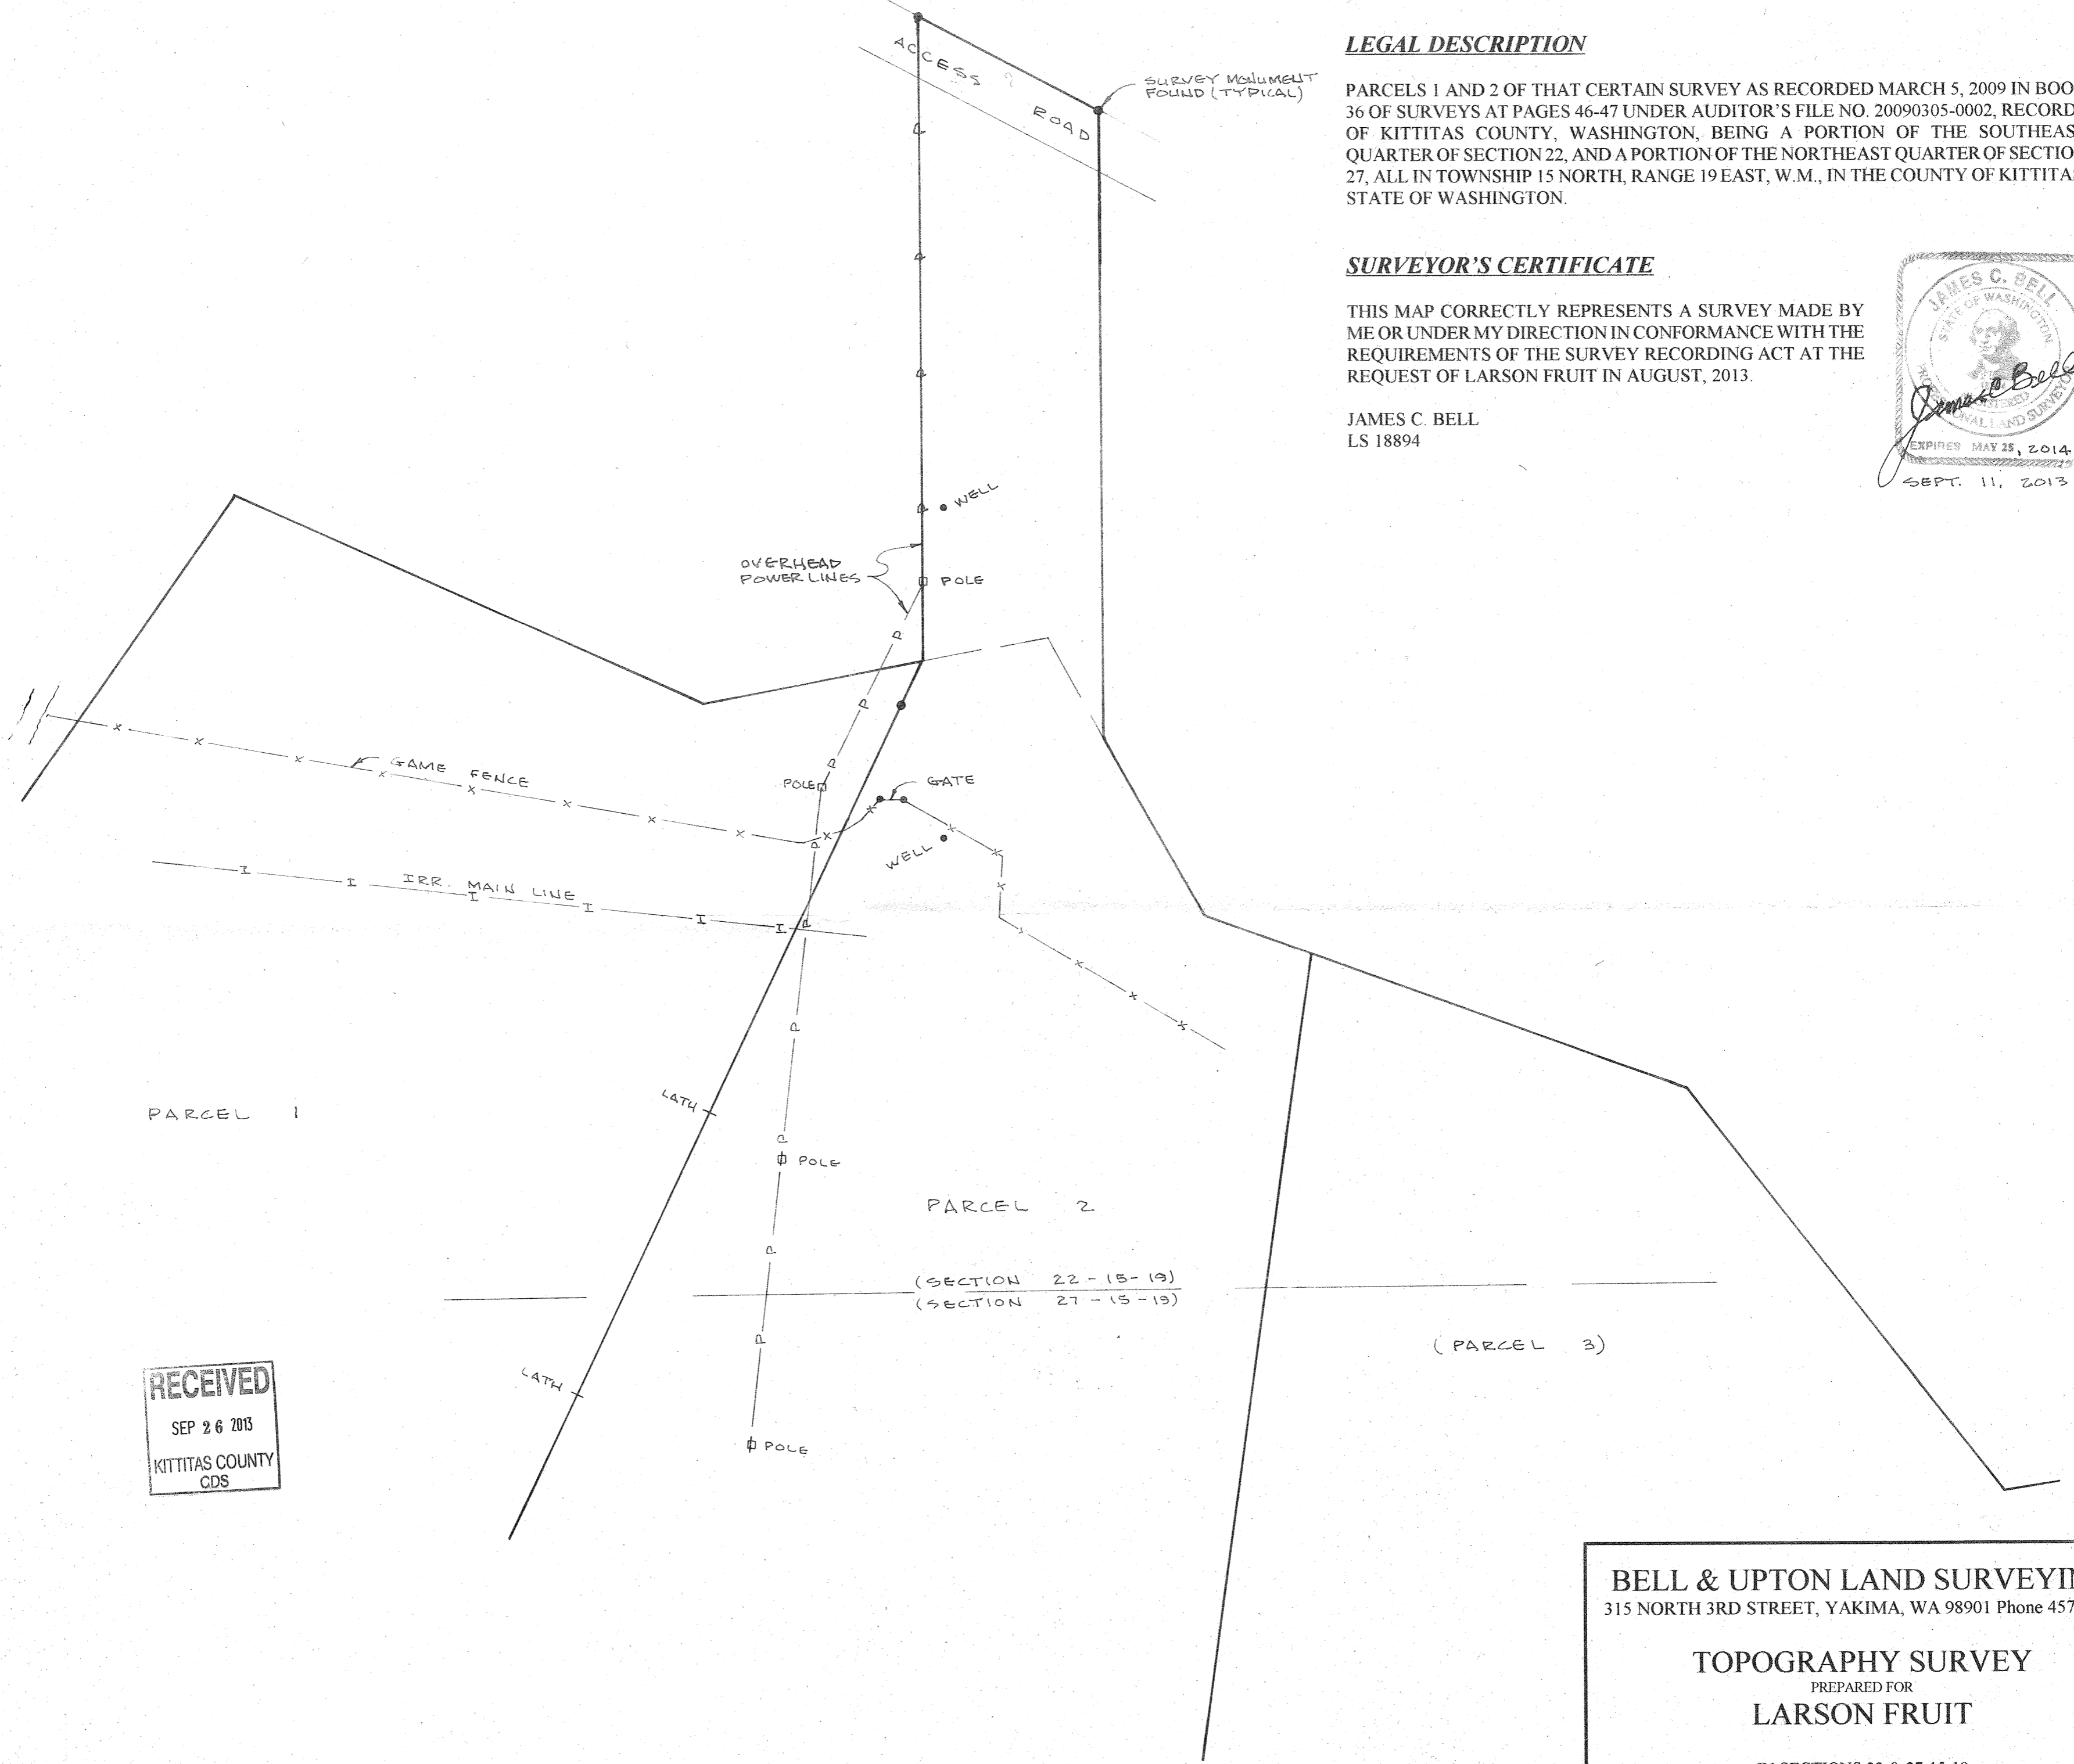 ACCESS
ROAD
SURVEY MONUMENT
FOUND (TYPICAL)
LEGAL DESCRIPTION
PARCELS 1 AND 2 OF THAT CERTAIN SURVEY AS RECORDED MARCH 5, 2009 IN BOO
36 OF SURVEYS AT PAGES 46-47 UNDER AUDITOR'S FILE NO. 20090305-0002, RECORD
OF KITTITAS COUNTY, WASHINGTON, BEING A PORTION OF THE SOUTHEAS
QUARTER OF SECTION 22, AND A PORTION OF THE NORTHEAST QUARTER OF SECTIO
27, ALL IN TOWNSHIP 15 NORTH, RANGE 19 EAST, W.M., IN THE COUNTY OF KITTITA
STATE OF WASHINGTON.
SURVEYOR'S CERTIFICATE
THIS MAP CORRECTLY REPRESENTS A SURVEY MADE BY
ME OR UNDER MY DIRECTION IN CONFORMANCE WITH THE
REQUIREMENTS OF THE SURVEY RECORDING ACT AT THE
REQUEST OF LARSON FRUIT IN AUGUST, 2013.
JAMES C. BELL
LS 18894
JAMES C. BELL
STATE OF WASHINGTON
REGISTERED
PROFESSIONAL LAND SURVEYO
James C Bell
EXPIRES MAY 25, 2014
SEPT. 11, 2013
WELL
OVERHEAD
POWER LINES
POLE
GAME FENCE
POLE
GATE
WELL
IRR. MAIN LINE
LATH
PARCEL 1
POLE
PARCEL 2
(SECTION 22-15-19)
(SECTION 27-15-19)
(PARCEL 3)
LATH
POLE
RECEIVED
SEP 26 2013
KITTITAS COUNTY
CDS
BELL & UPTON LAND SURVEYI
315 NORTH 3RD STREET, YAKIMA, WA 98901 Phone 457
TOPOGRAPHY SURVEY
PREPARED FOR
LARSON FRUIT